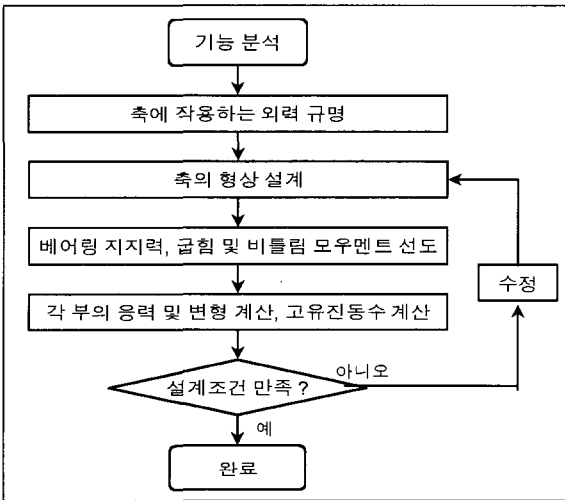 기능 분석
축에 작용하는 외력 규명
축의 형상 설계
베어링 지지력, 굽힘 및 비틀림 모우멘트 선도
수정
각 부의 응력 및 변형 계산, 고유진동수 계산
설계조건 만족?
아니오
예
완료